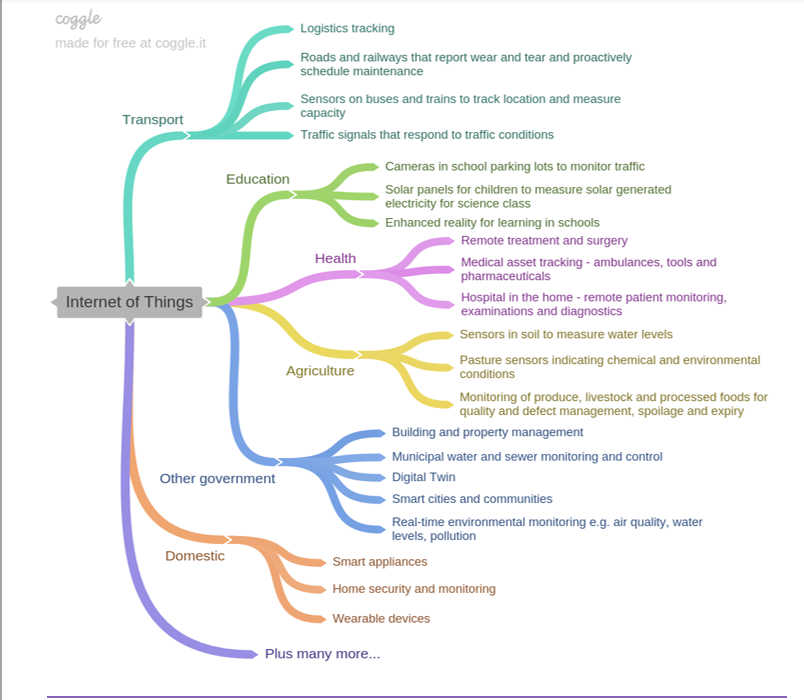 coggle
made for free at coggle.it
Logistics tracking
Roads and railways that report wear and tear and proactively
schedule maintenance
Sensors on buses and trains to track location and measure
capacity
Transport
Traffic signals that respond to traffic conditions
Education
Cameras in school parking lots to monitor traffic
Solar panels for children to measure solar generated
electricity for science class
Enhanced reality for learning in schools
Health
Remote treatment and surgery
Medical asset tracking - ambulances, tools and
pharmaceuticals
Hospital in the home - remote patient monitoring,
examinations and diagnostics
Internet of Things
Agriculture
Sensors in soil to measure water levels
Pasture sensors indicating chemical and environmental
conditions
Monitoring of produce, livestock and processed foods for
quality and defect management, spoilage and expiry
Other government
Building and property management
Municipal water and sewer monitoring and control
Digital Twin
Smart cities and communities
Real-time environmental monitoring e.g. air quality, water
levels, pollution
Domestic
Smart appliances
Home security and monitoring
Wearable devices
Plus many more...